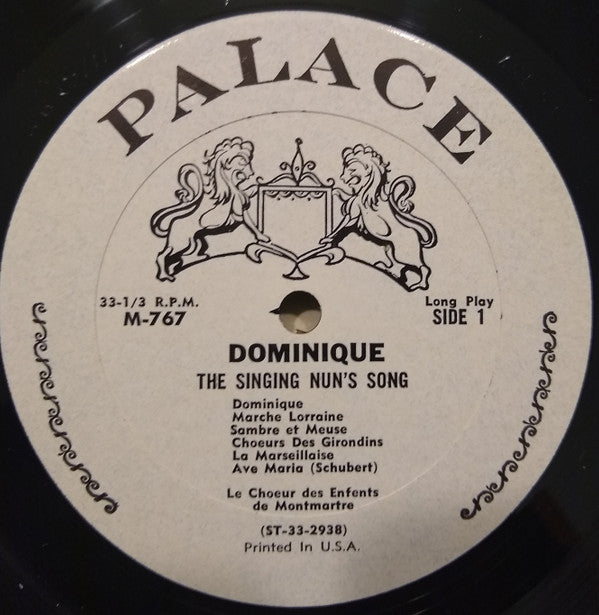 PALACE
33-1/3 R.P.M.
M-767
Long Play
SIDE 1
DOMINIQUE
THE SINGING NUN'S SONG
Dominique
Marche Lorraine
Sambre et Meuse
Choeurs Des Girondins
La Marseillaise
Ave Maria (Schubert)
Le Choeur des Enfents
de Montmartre
(ST-33-2938)
Printed In U.S.A.